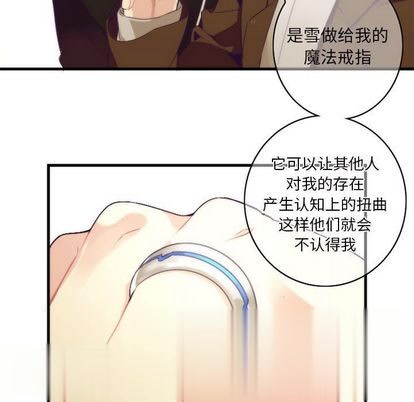 是雪做给我的
魔法戒指
它可以让其他人
对我的存在
产生认知上的扭曲
这样他们就会
不认得我